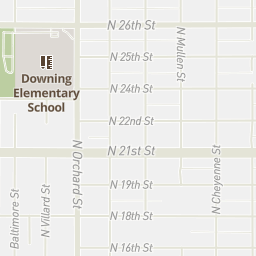 N 26th St
N 25th St
N Mullen St
Downing
Elementary
School
N 24th St
N 22nd St
N 21st St
N Orchard St
N 19th St
N Cheyenne St
N Villard St
Baltimore St
N 18th St
N 16th St